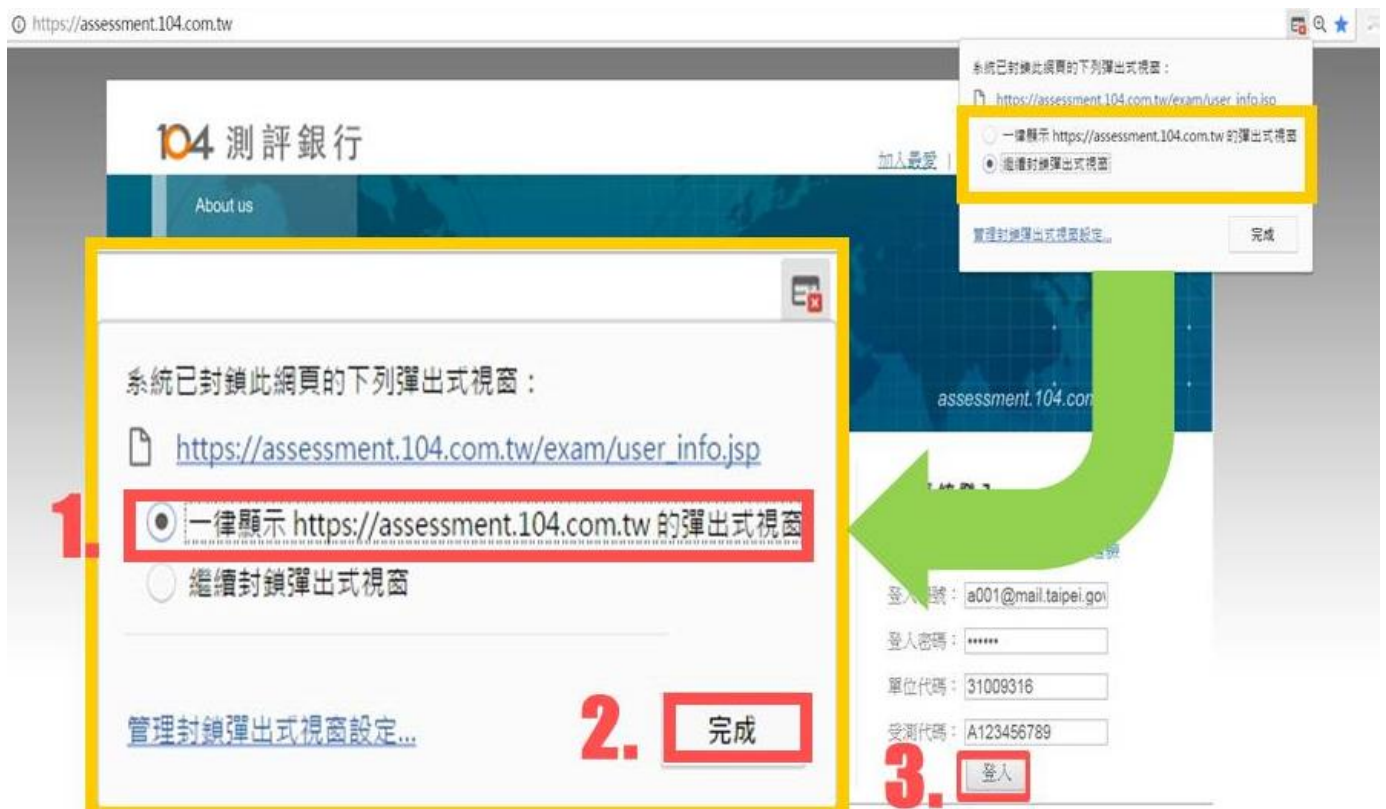 https://assessment.104.com.tw
系統已封鎖此網頁的下列彈出式視窗：
https://assessment.104.com.tw/exam/user_info.jsp
一律顯示 https://assessment.104.com.tw 的彈出式視窗
繼續封鎖彈出式視窗
管理封鎖彈出式視窗設定...
完成
104 測評銀行
加入最愛 |
About us
系統已封鎖此網頁的下列彈出式視窗：
https://assessment.104.com.tw/exam/user_info.jsp
1.
一律顯示 https://assessment.104.com.tw 的彈出式視窗
繼續封鎖彈出式視窗
管理封鎖彈出式視窗設定...
2.
完成
assessment.104.con
登入
登入 號：
a001@mail.taipei.gov
登入密碼：
••••••
單位代碼：
31009316
受測代碼：
A123456789
3.
登入